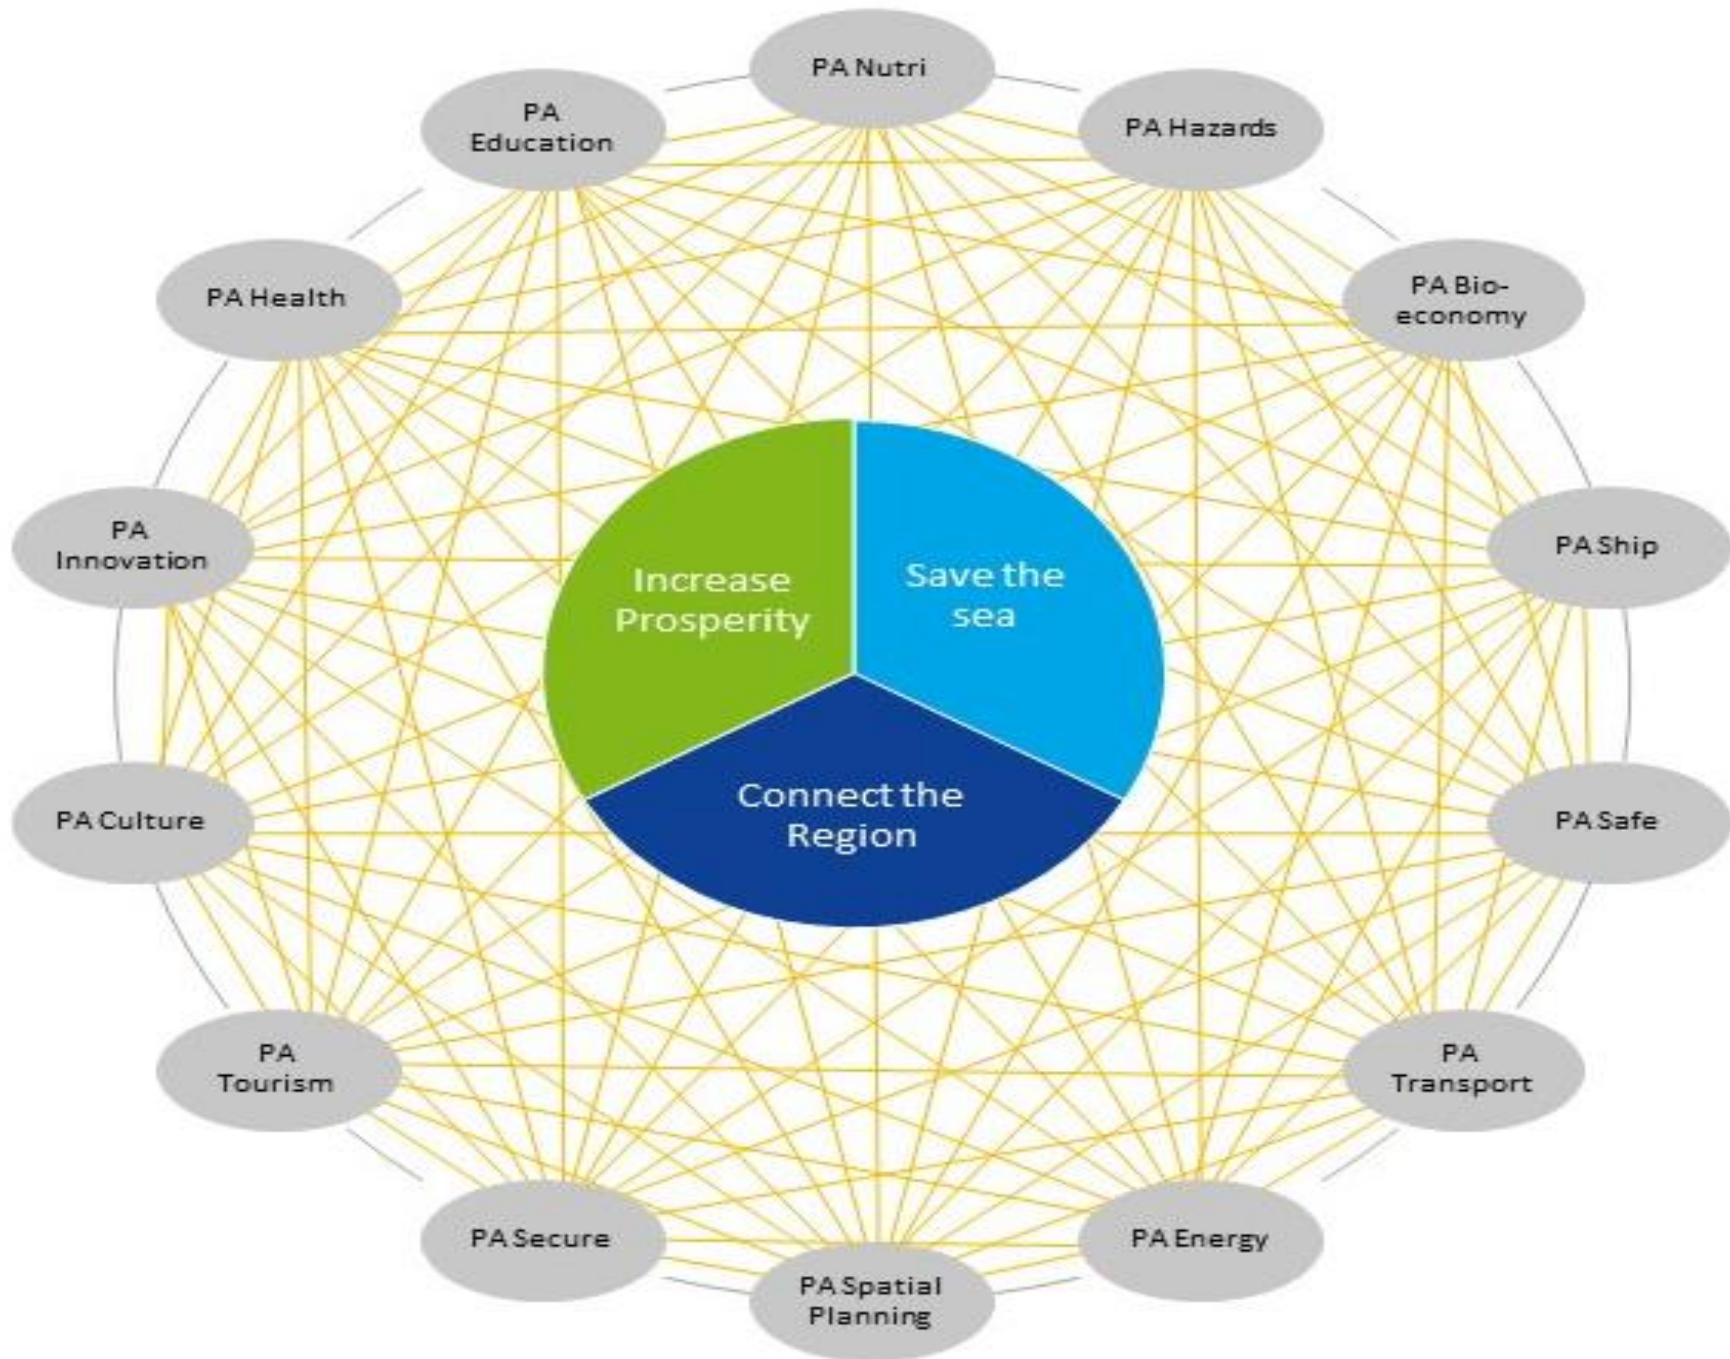 PA Nutri
PA
Education
PA Hazards
PA Health
PA Bio-
economy
PA
Innovation
PA Ship
Increase
Prosperity
Save the
sea
Connect the
Region
PA Culture
PA Safe
PA
Tourism
PA
Transport
PA Secure
PA Energy
PA Spatial
Planning